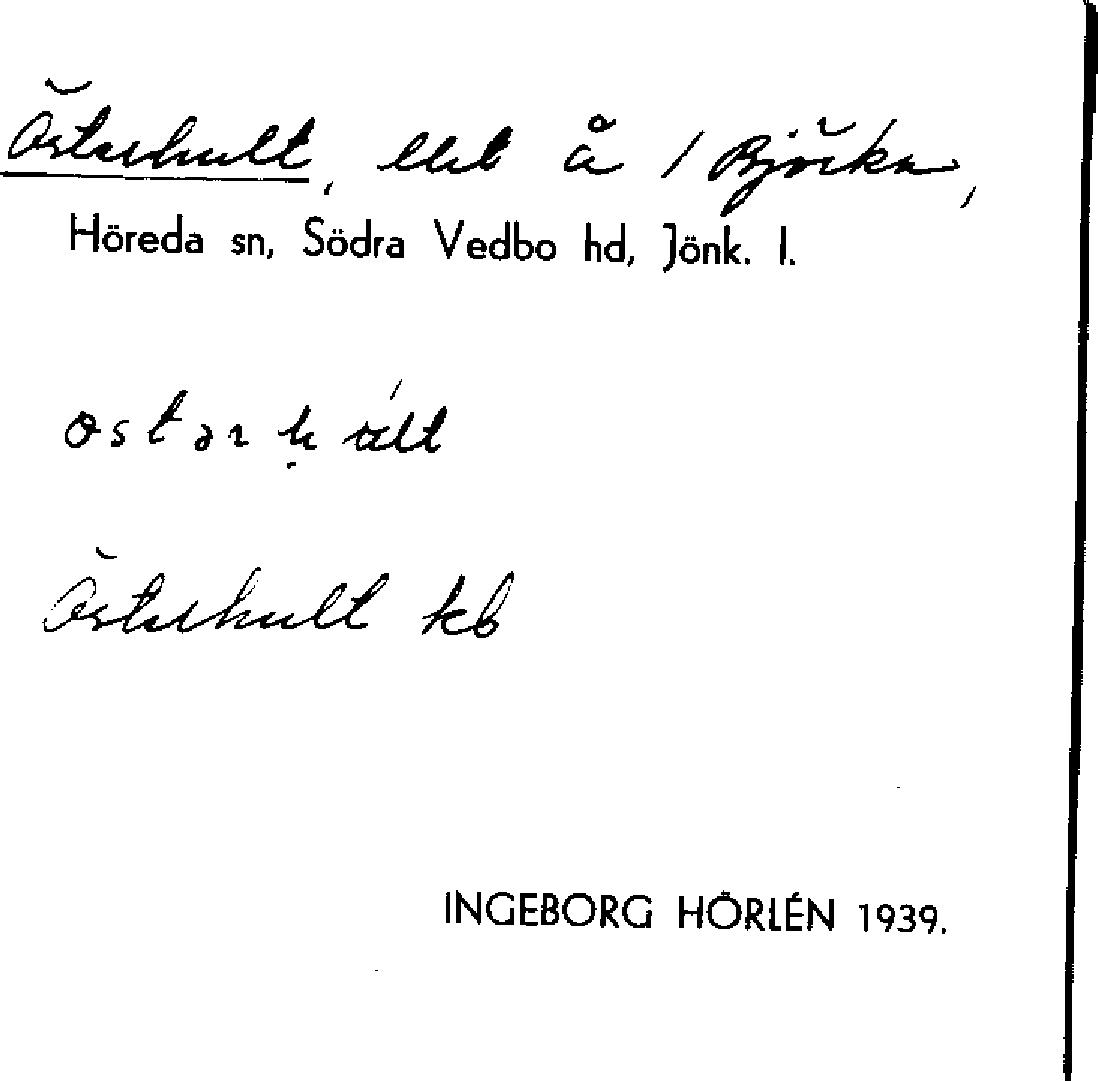 Österhult, lht å 1 Björka,
Höreda sn, Södra Vedbo hd, Jönk. l.
Österhult kb
INGEBORG HÖRLÉN 1939.